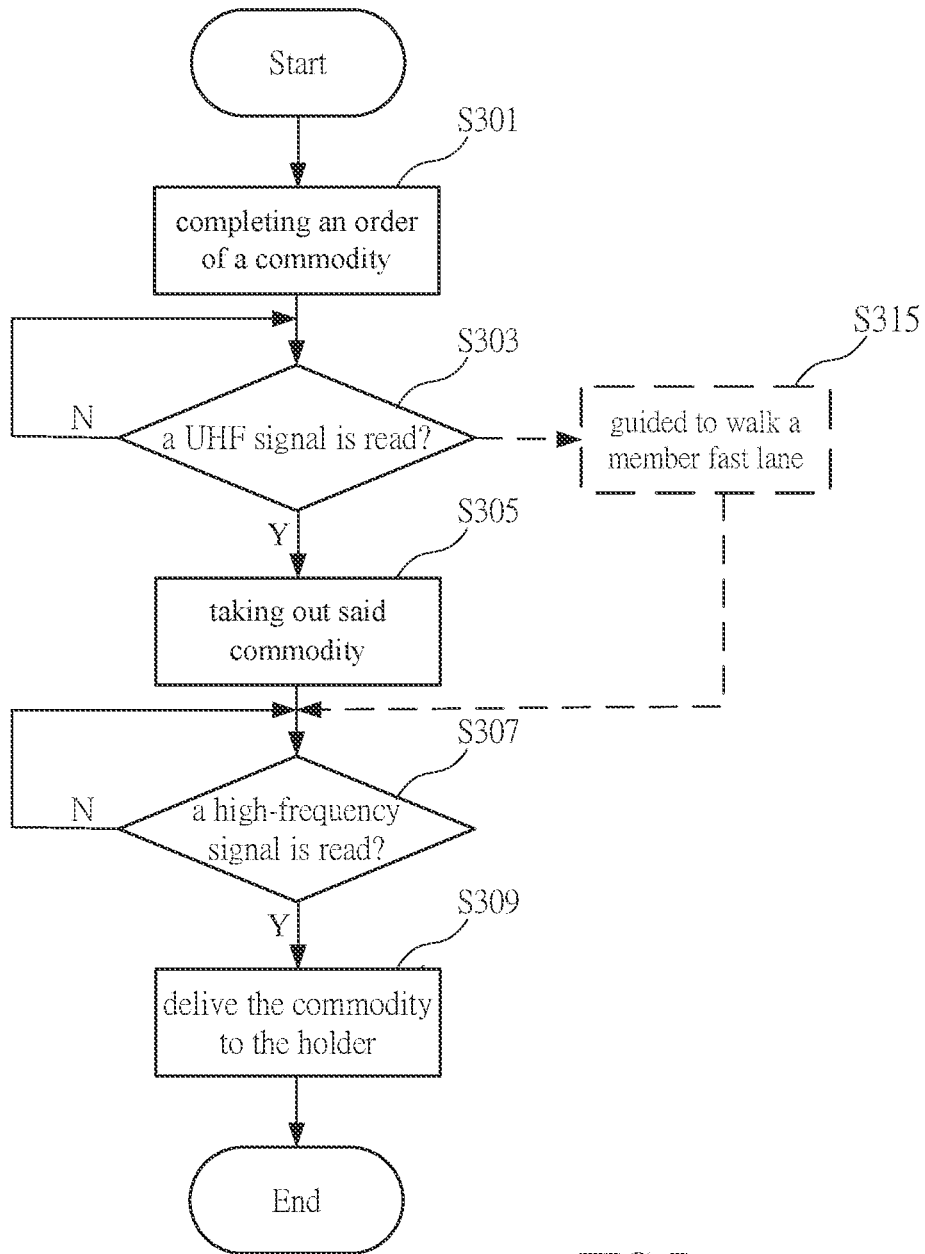 Start
S301
completing an order
of a commodity
S303
S315
N
a UHF signal is read?
guided to walk a
member fast lane
Y
S305
taking out said
commodity
S307
N
a high-frequency
signal is read?
Y
S309
delive the commodity
to the holder
End